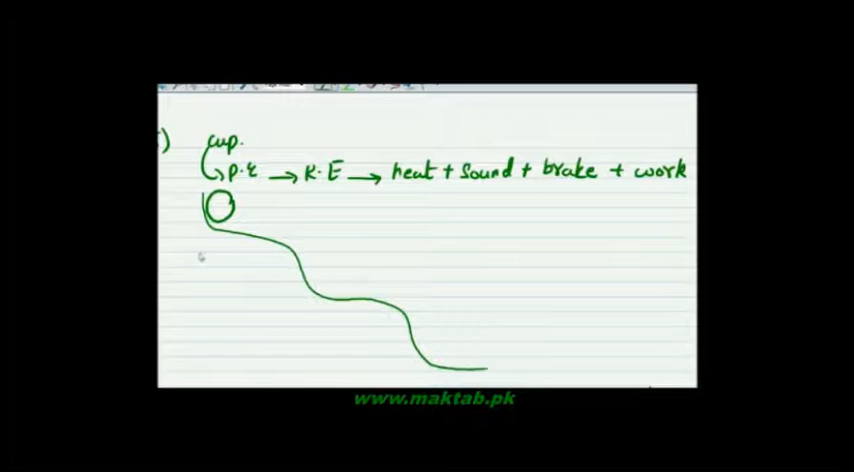 )
cup.
P.E → K.E → heat + sound + brake + work
www.maktab.pk